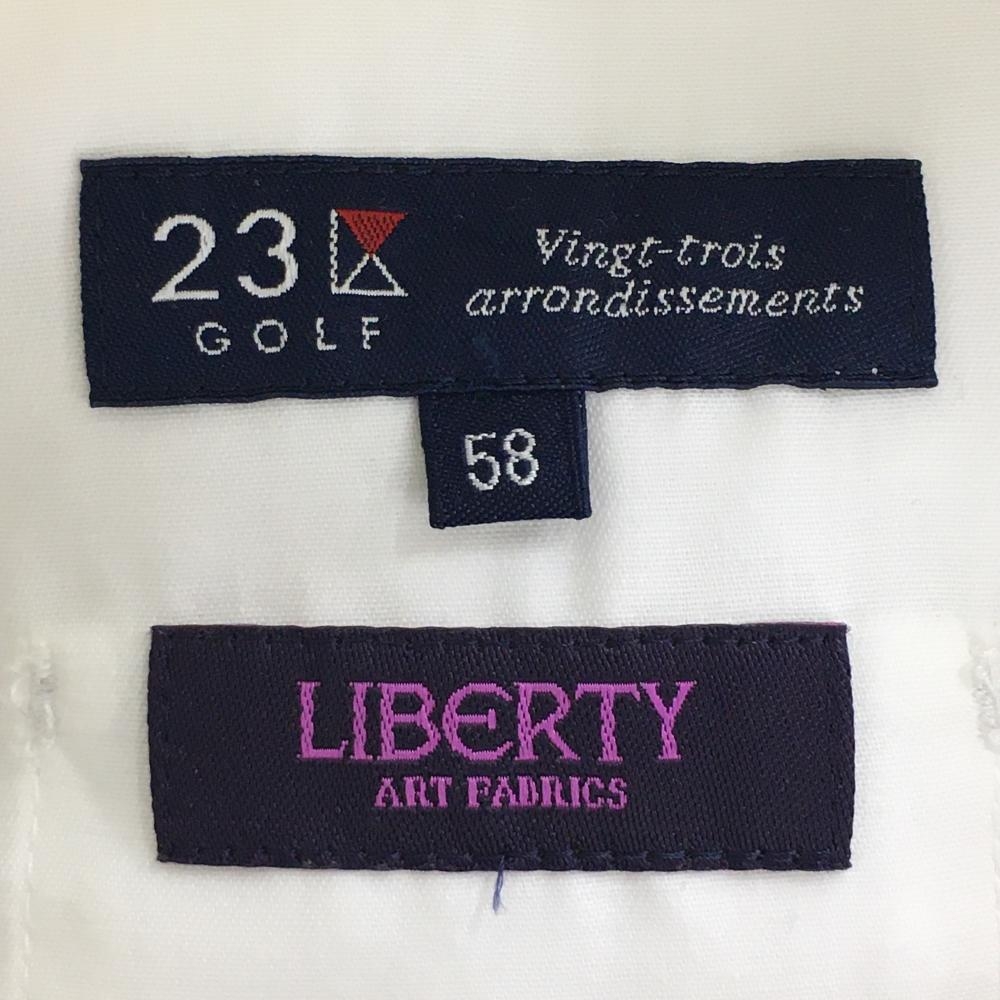 23
GOLF
Vingt-trois
arrondissements
58
LIBERTY
ART FABRICS